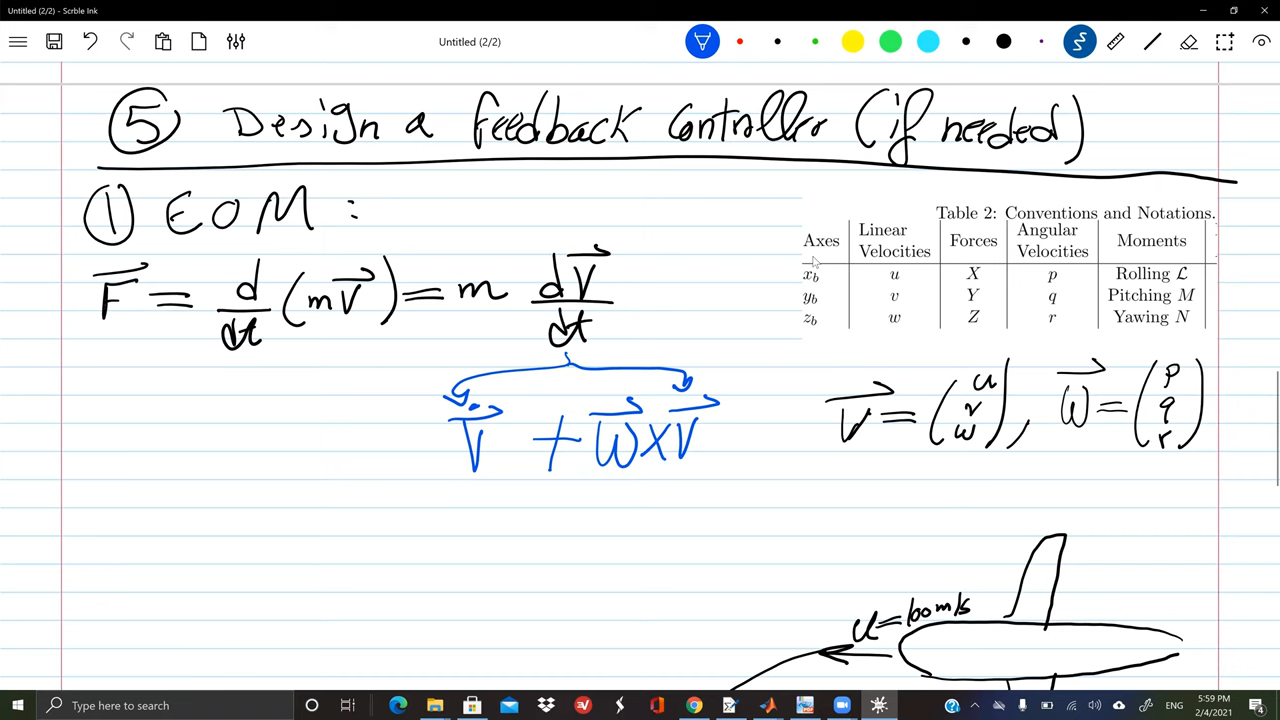 Untitled (2/2) - Scrble Ink
Untitled (2/2)
⑤ Design a feedback controller (if needed)
① EOM :
Table 2: Conventions and Notations.
Axes | Linear Velocities | Forces | Angular Velocities | Moments
x_b | u | X | p | Rolling ℒ
y_b | v | Y | q | Pitching M
z_b | w | Z | r | Yawing N
F⃗ = d/dt (mV⃗) = m dV⃗/dt
V⃗̇ + ω⃗ x V⃗
V⃗ = (u v w), ω⃗ = (p q r)
u = 100 m/s
Type here to search
ENG
5:59 PM
2/4/2021
4